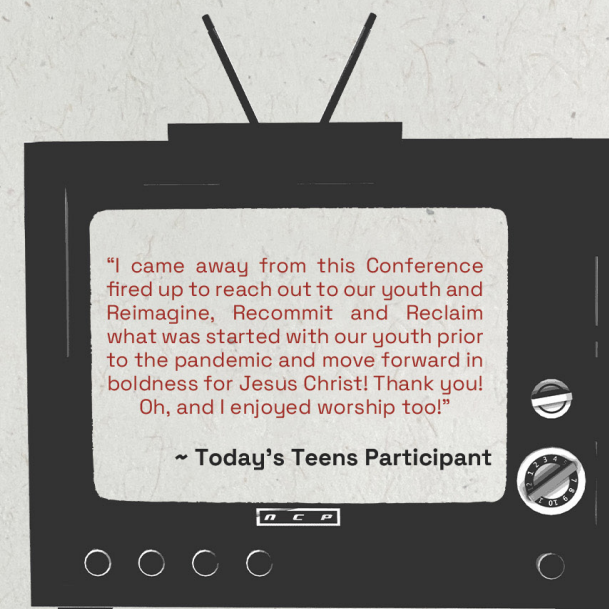 “I came away from this Conference
fired up to reach out to our youth and
Reimagine, Recommit and Reclaim
what was started with our youth prior
to the pandemic and move forward in
boldness for Jesus Christ! Thank you!
Oh, and I enjoyed worship too!”
~ Today's Teens Participant
NCP